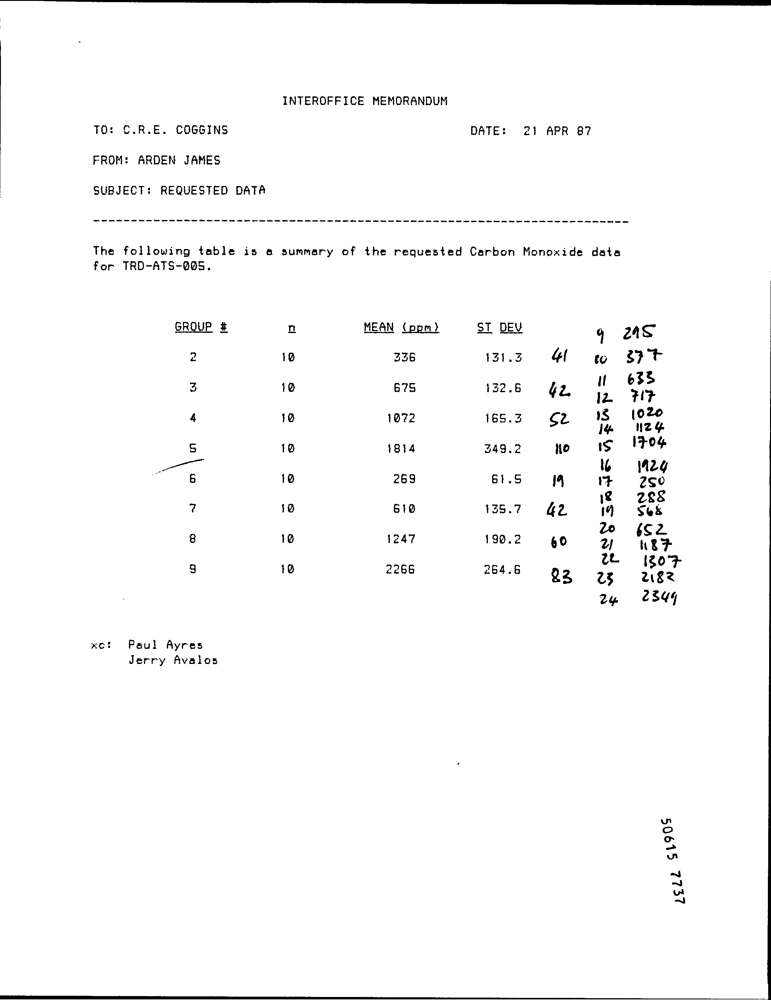 INTEROFFICE MEMORANDUM
TO: C.R.E. COGGINS DATE: 21 APR 87
FROM: ARDEN JAMES
SUBJECT: REQUESTED DATA
-----------------------------------------------------------------------
The following table is a summary of the requested Carbon Monoxide data
for TRD-ATS-005.
GROUP # n MEAN (ppm) ST DEV
9 295
2 10 336 131.3 41
10 377
3 10 675 132.6 42
11 633
12 717
4 10 1072 165.3 52
13 1020
14 1124
5 10 1814 349.2 110
15 1704
16 1924
6 10 269 61.5 19
17 250
18 288
7 10 610 135.7 42
19 568
20 652
8 10 1247 190.2 60
21 1187
22 1307
9 10 2266 264.6 83
23 2182
24 2349
xc: Paul Ayres
Jerry Avalos
50615 7737